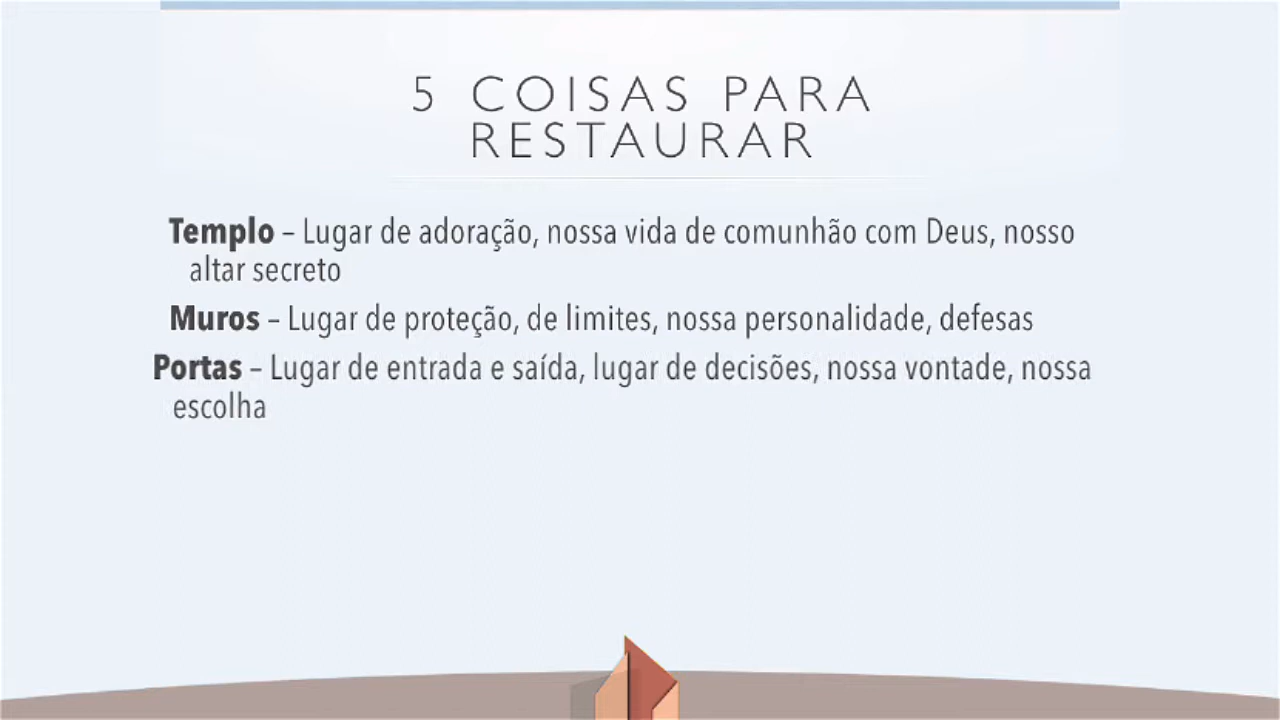 5 COISAS PARA
RESTAURAR
Templo – Lugar de adoração, nossa vida de comunhão com Deus, nosso
altar secreto
Muros – Lugar de proteção, de limites, nossa personalidade, defesas
Portas – Lugar de entrada e saída, lugar de decisões, nossa vontade, nossa
escolha